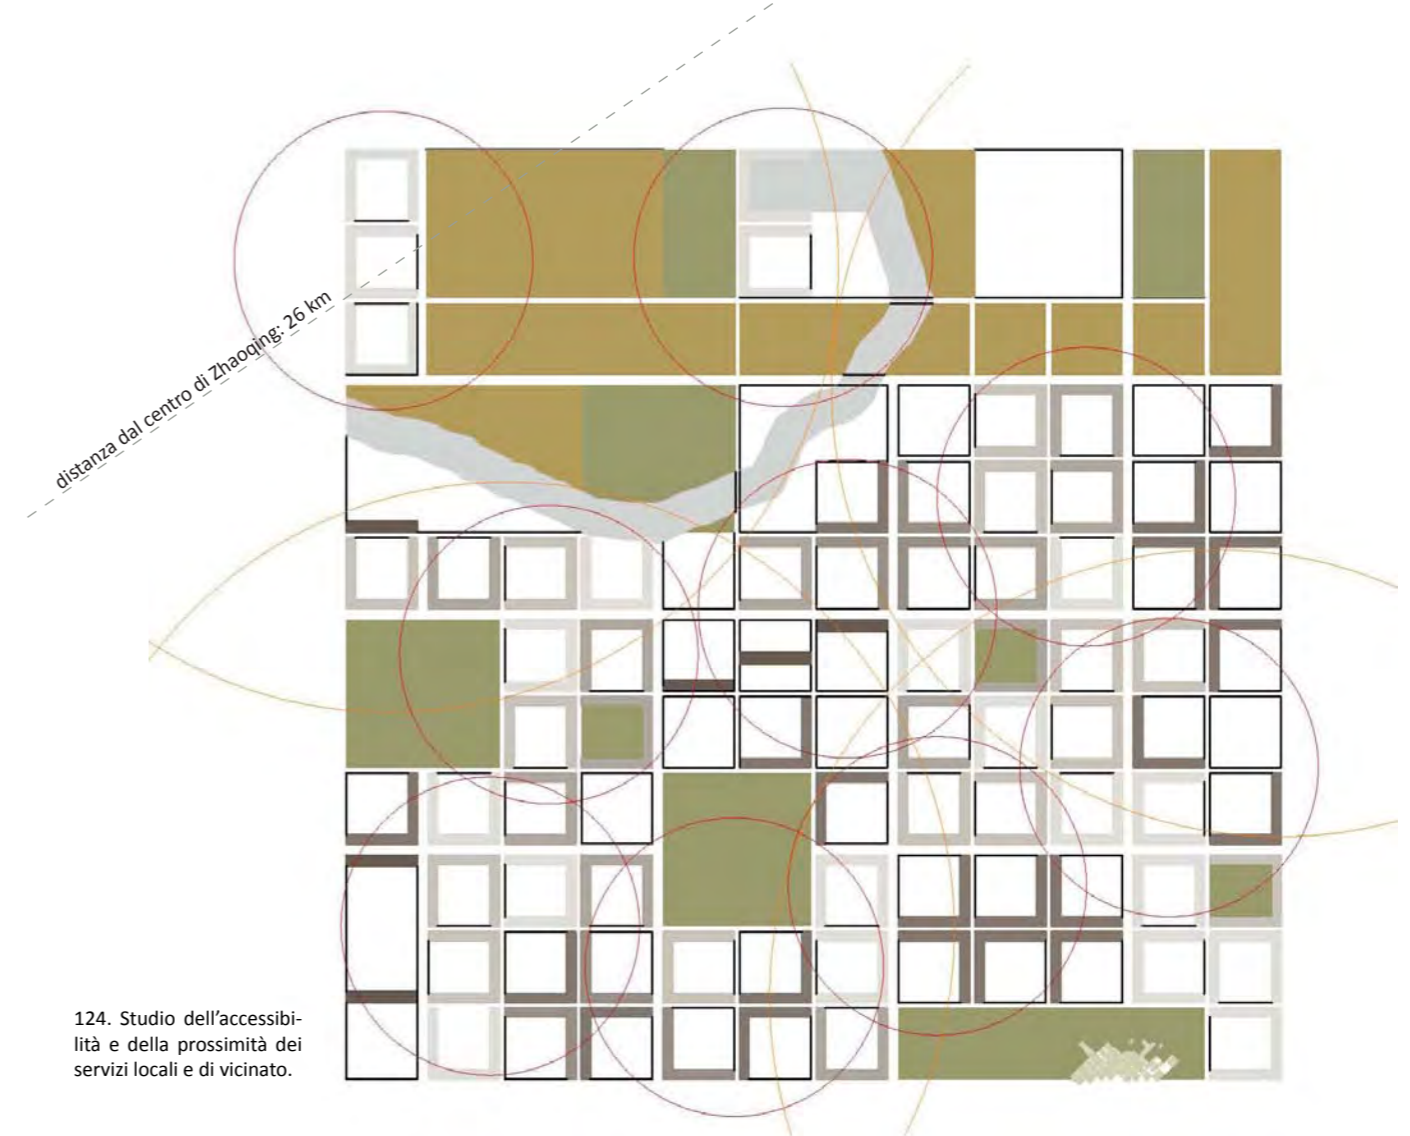 distanza dal centro di Zhaoqing: 26 km
124. Studio dell’accessibi-
lità e della prossimità dei
servizi locali e di vicinato.